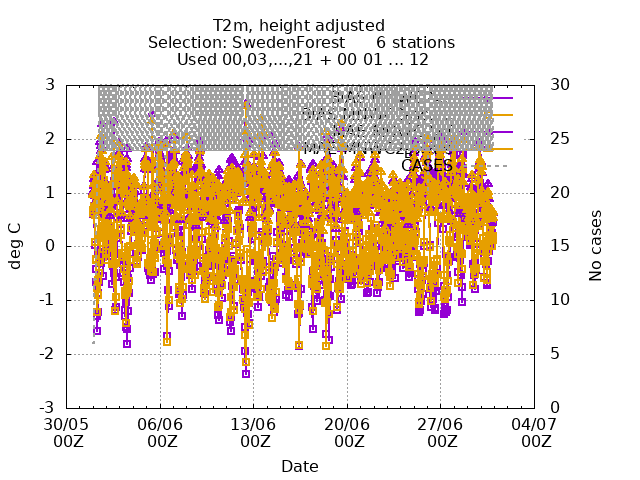 T2m, height adjusted
Selection: SwedenForest 6 stations
Used 00,03,...,21 + 00 01 ... 12
deg C
No cases
3
2
1
0
-1
-2
-3
30
25
20
15
10
5
0
CASES
30/05 06/06 13/06 20/06 27/06 04/07
00Z 00Z 00Z 00Z 00Z 00Z
Date